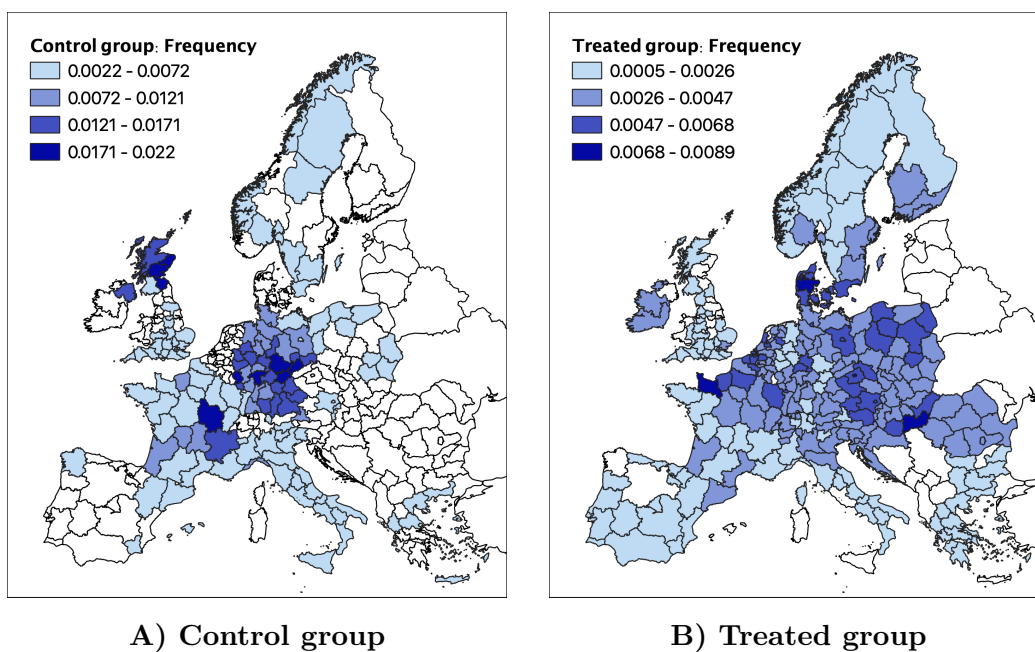 Control group: Frequency
0.0022 - 0.0072
0.0072 - 0.0121
0.0121 - 0.0171
0.0171 - 0.022
Treated group: Frequency
0.0005 - 0.0026
0.0026 - 0.0047
0.0047 - 0.0068
0.0068 - 0.0089
A) Control group
B) Treated group